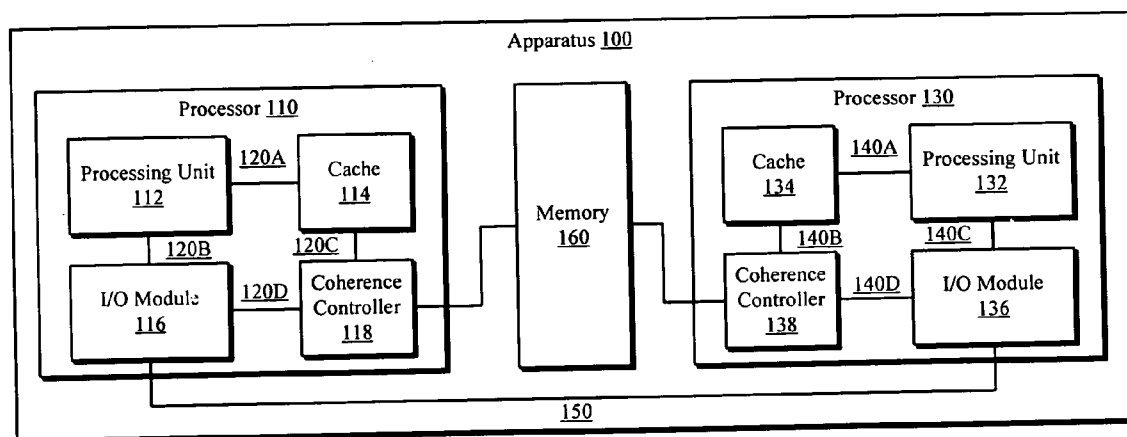 Apparatus 100
Processor 110
Processing Unit
112
120A
Cache
114
120B
120C
I/O Module
116
120D
Coherence
Controller
118
Memory
160
Processor 130
Cache
134
140A
Processing Unit
132
140B
140C
Coherence
Controller
138
140D
I/O Module
136
150